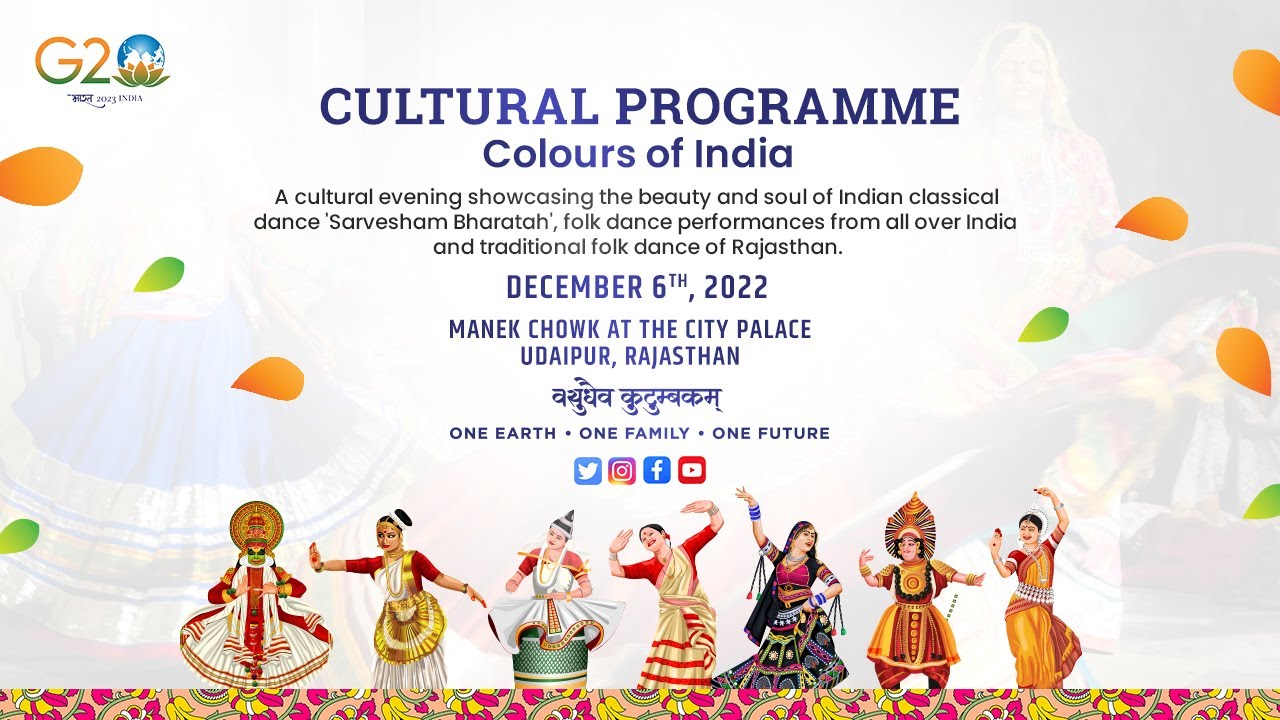 G20
भारत 2023 INDIA
CULTURAL PROGRAMME
Colours of India
A cultural evening showcasing the beauty and soul of Indian classical
dance 'Sarvesham Bharatah', folk dance performances from all over India
and traditional folk dance of Rajasthan.
DECEMBER 6TH, 2022
MANEK CHOWK AT THE CITY PALACE
UDAIPUR, RAJASTHAN
वसुधैव कुटुम्बकम्
ONE EARTH • ONE FAMILY • ONE FUTURE